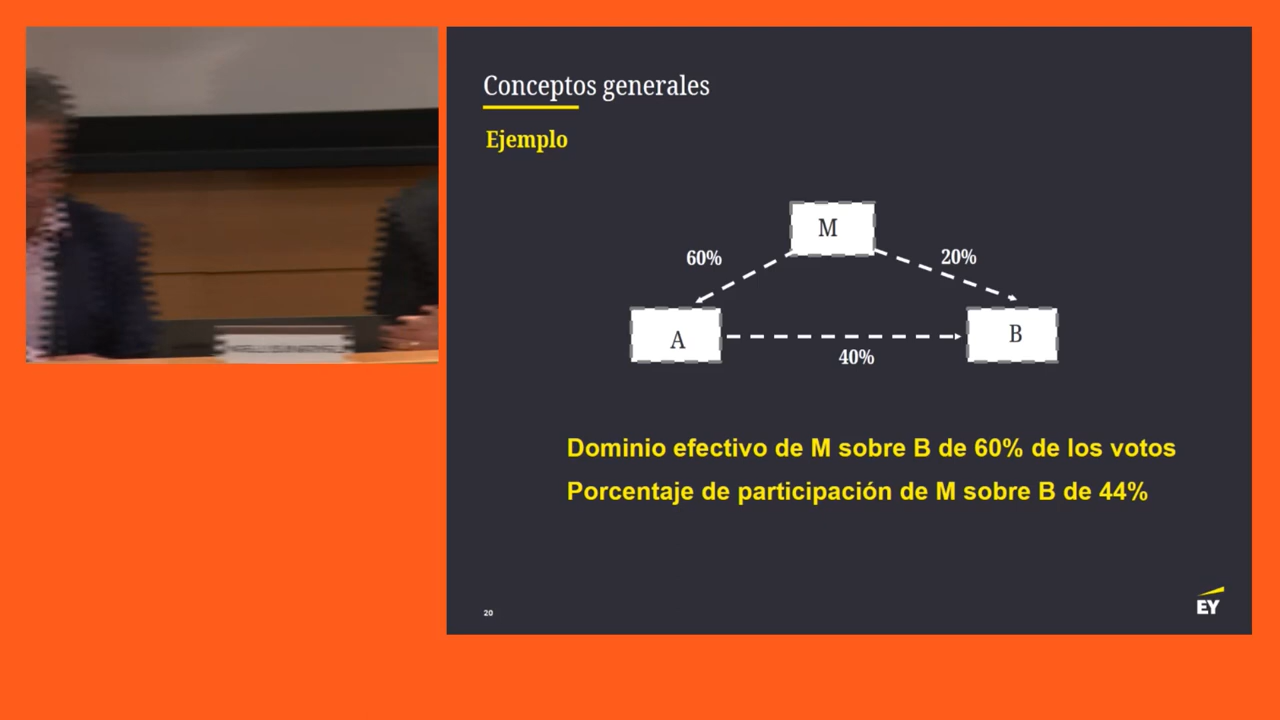 Conceptos generales
Ejemplo
M
60%
20%
A
B
40%
Dominio efectivo de M sobre B de 60% de los votos
Porcentaje de participación de M sobre B de 44%
20
EY